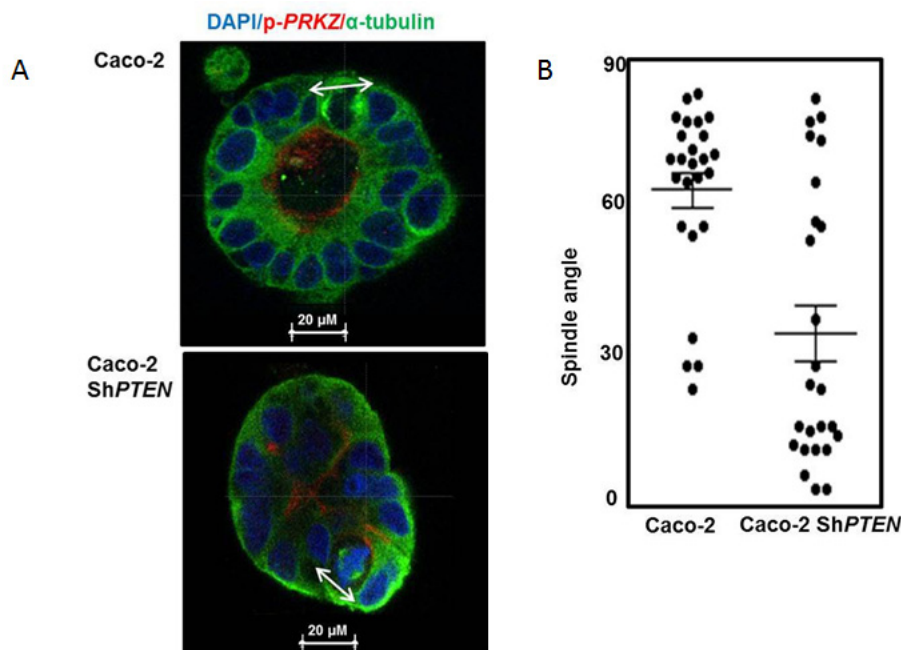 DAPI/p-PRKZ/α-tubulin
A
Caco-2
20 µM
Caco-2
ShPTEN
20 µM
B
90
60
30
0
Spindle angle
Caco-2
Caco-2 ShPTEN